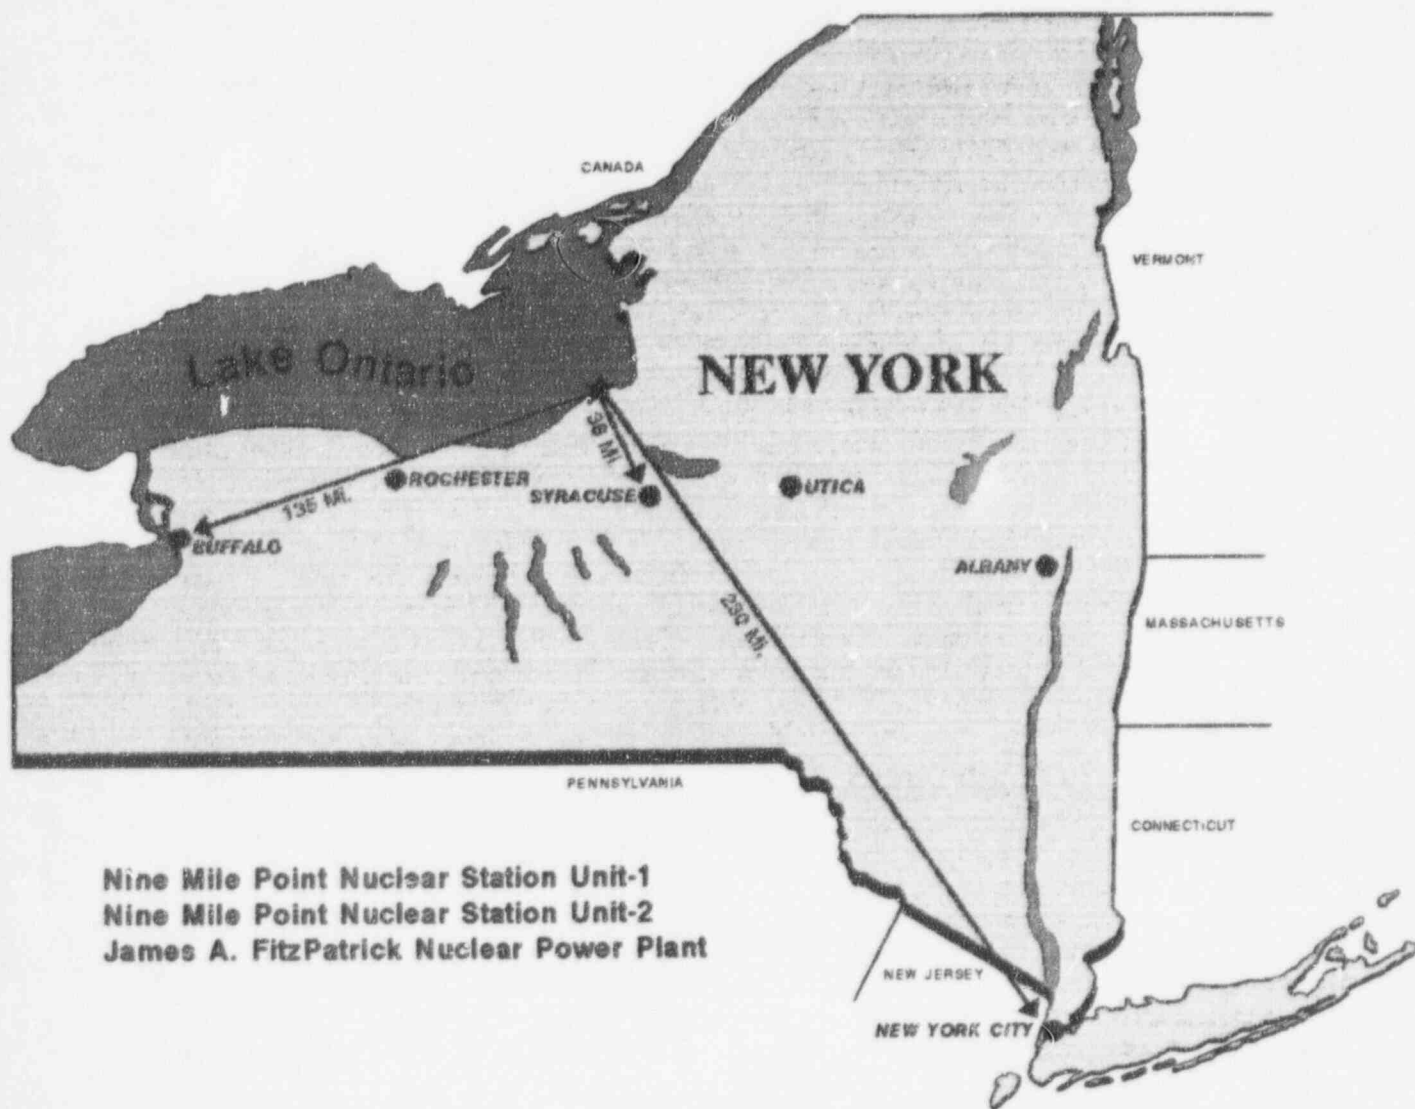 CANADA
VERMONT
Lake Ontario
NEW YORK
36 Mi.
ROCHESTER
135 Mi.
SYRACUSE
UTICA
BUFFALO
ALBANY
230 Mi.
MASSACHUSETTS
PENNSYLVANIA
CONNECTICUT
Nine Mile Point Nuclear Station Unit-1
Nine Mile Point Nuclear Station Unit-2
James A. FitzPatrick Nuclear Power Plant
NEW JERSEY
NEW YORK CITY